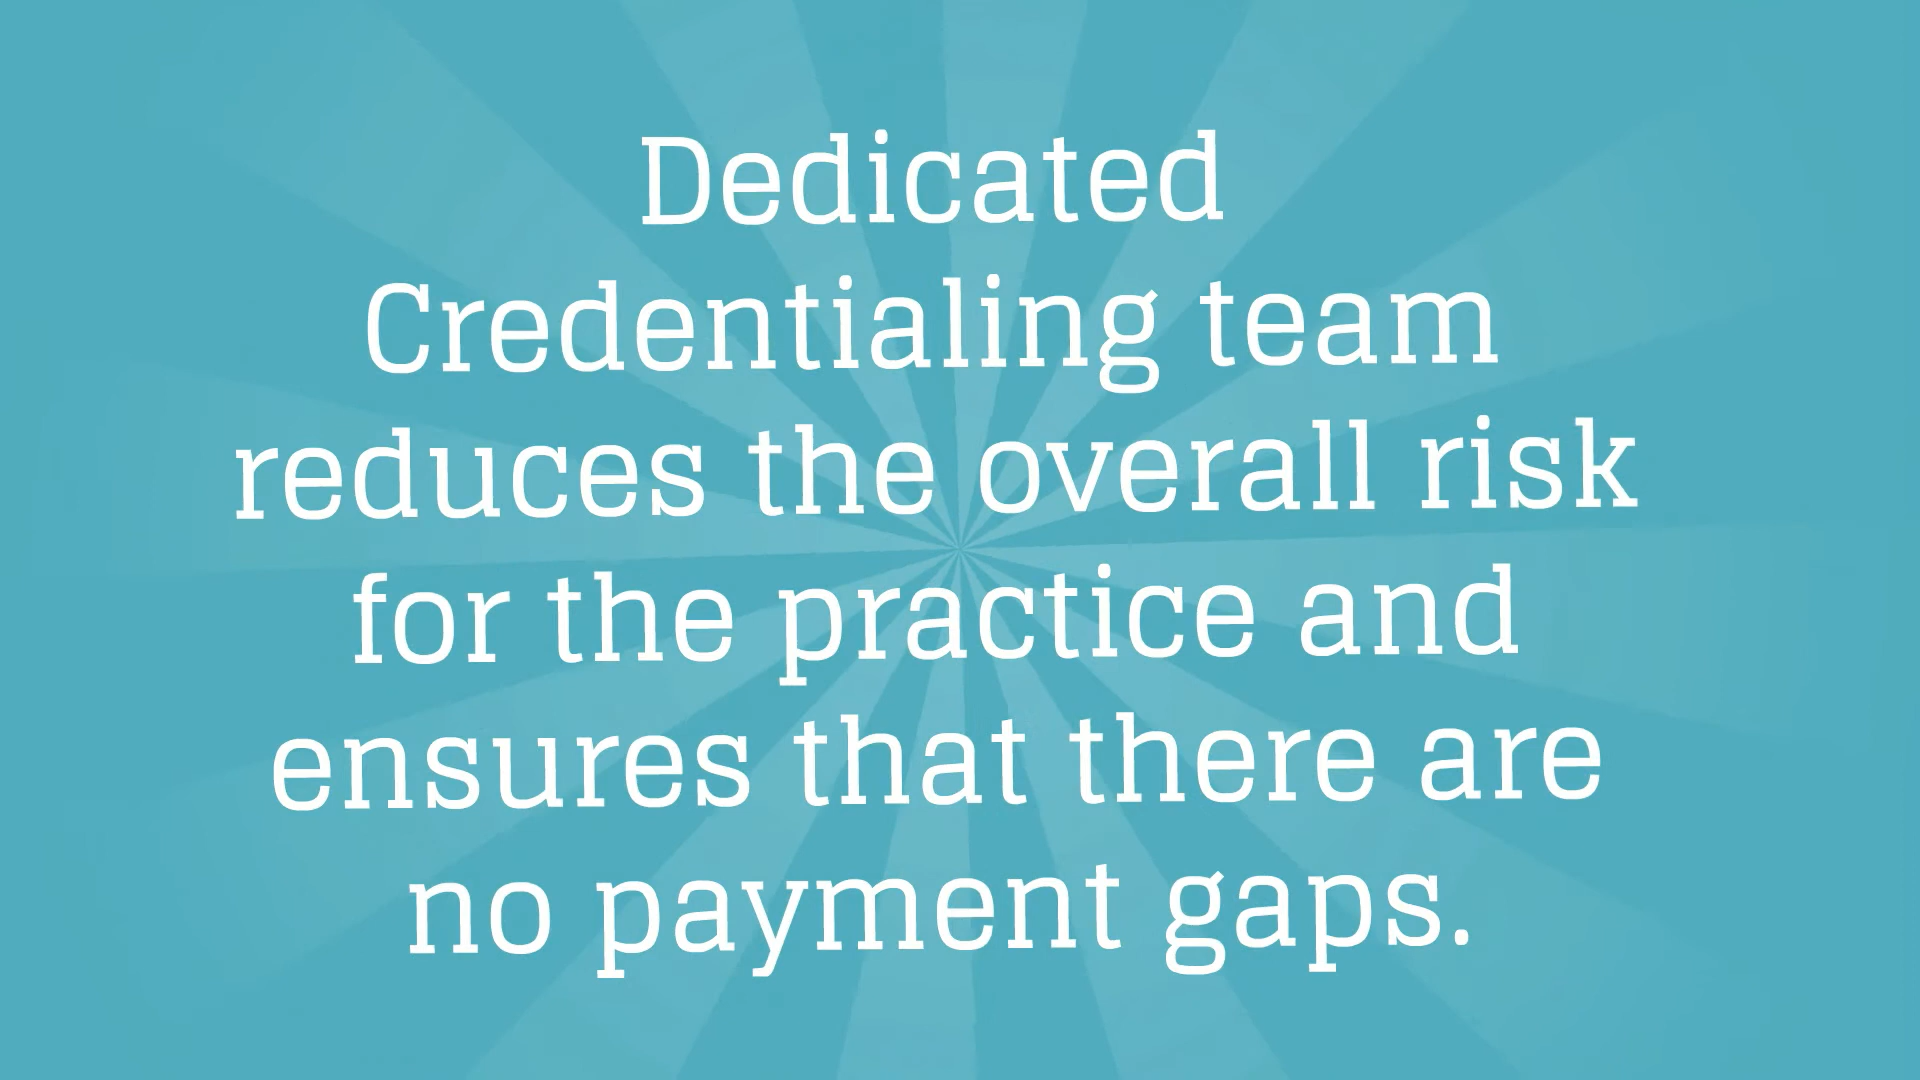 Dedicated
Credentialing team
reduces the overall risk
for the practice and
ensures that there are
no payment gaps.